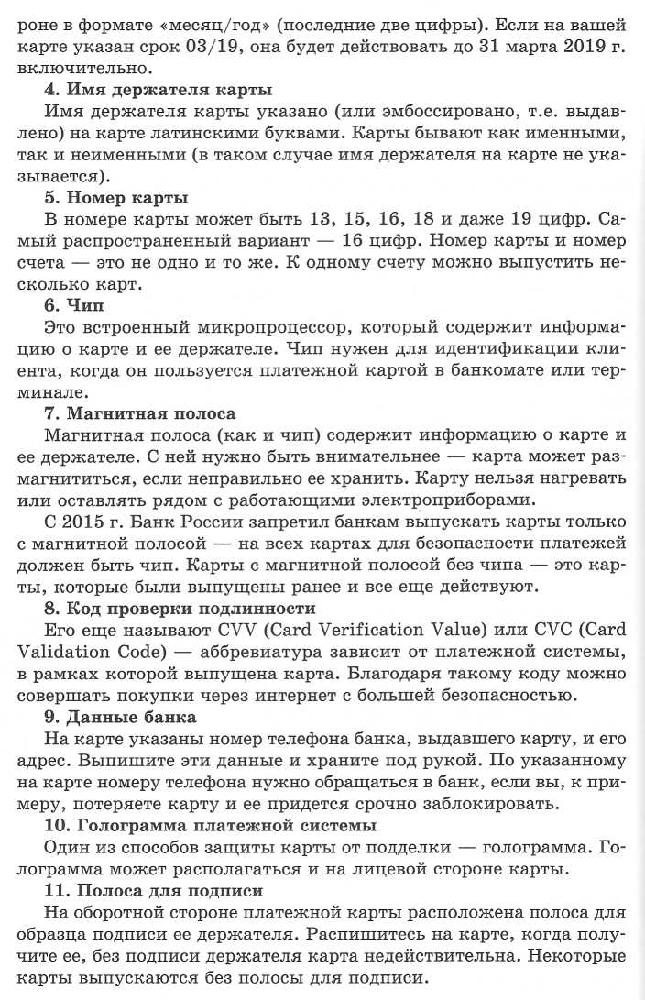 роне в формате «месяц/год» (последние две цифры). Если на вашей
карте указан срок 03/19, она будет действовать до 31 марта 2019 г.
включительно.
4. Имя держателя карты
Имя держателя карты указано (или эмбоссировано, т.е. выдав-
лено) на карте латинскими буквами. Карты бывают как именными,
так и неименными (в таком случае имя держателя на карте не ука-
зывается).
5. Номер карты
В номере карты может быть 13, 15, 16, 18 и даже 19 цифр. Са-
мый распространенный вариант — 16 цифр. Номер карты и номер
счета — это не одно и то же. К одному счету можно выпустить не-
сколько карт.
6. Чип
Это встроенный микропроцессор, который содержит информа-
цию о карте и ее держателе. Чип нужен для идентификации кли-
ента, когда он пользуется платежной картой в банкомате или тер-
минале.
7. Магнитная полоса
Магнитная полоса (как и чип) содержит информацию о карте и
ее держателе. С ней нужно быть внимательнее — карта может раз-
магнититься, если неправильно ее хранить. Карту нельзя нагревать
или оставлять рядом с работающими электроприборами.
С 2015 г. Банк России запретил банкам выпускать карты только
с магнитной полосой — на всех картах для безопасности платежей
должен быть чип. Карты с магнитной полосой без чипа — это кар-
ты, которые были выпущены ранее и все еще действуют.
8. Код проверки подлинности
Его еще называют CVV (Card Verification Value) или CVC (Card
Validation Code) — аббревиатура зависит от платежной системы,
в рамках которой выпущена карта. Благодаря такому коду можно
совершать покупки через интернет с большей безопасностью.
9. Данные банка
На карте указаны номер телефона банка, выдавшего карту, и его
адрес. Выпишите эти данные и храните под рукой. По указанному
на карте номеру телефона нужно обращаться в банк, если вы, к при-
меру, потеряете карту и ее придется срочно заблокировать.
10. Голограмма платежной системы
Один из способов защиты карты от подделки — голограмма. Го-
лограмма может располагаться и на лицевой стороне карты.
11. Полоса для подписи
На оборотной стороне платежной карты расположена полоса для
образца подписи ее держателя. Распишитесь на карте, когда полу-
чите ее, без подписи держателя карта недействительна. Некоторые
карты выпускаются без полосы для подписи.